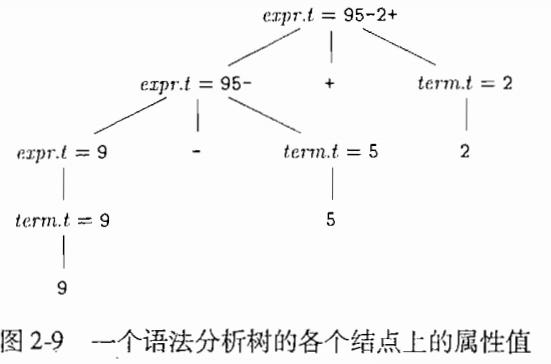 expr.t = 95-2+
expr.t = 95- + term.t = 2
expr.t = 9 - term.t = 5 2
term.t = 9 5
9
图 2-9 一个语法分析树的各个结点上的属性值